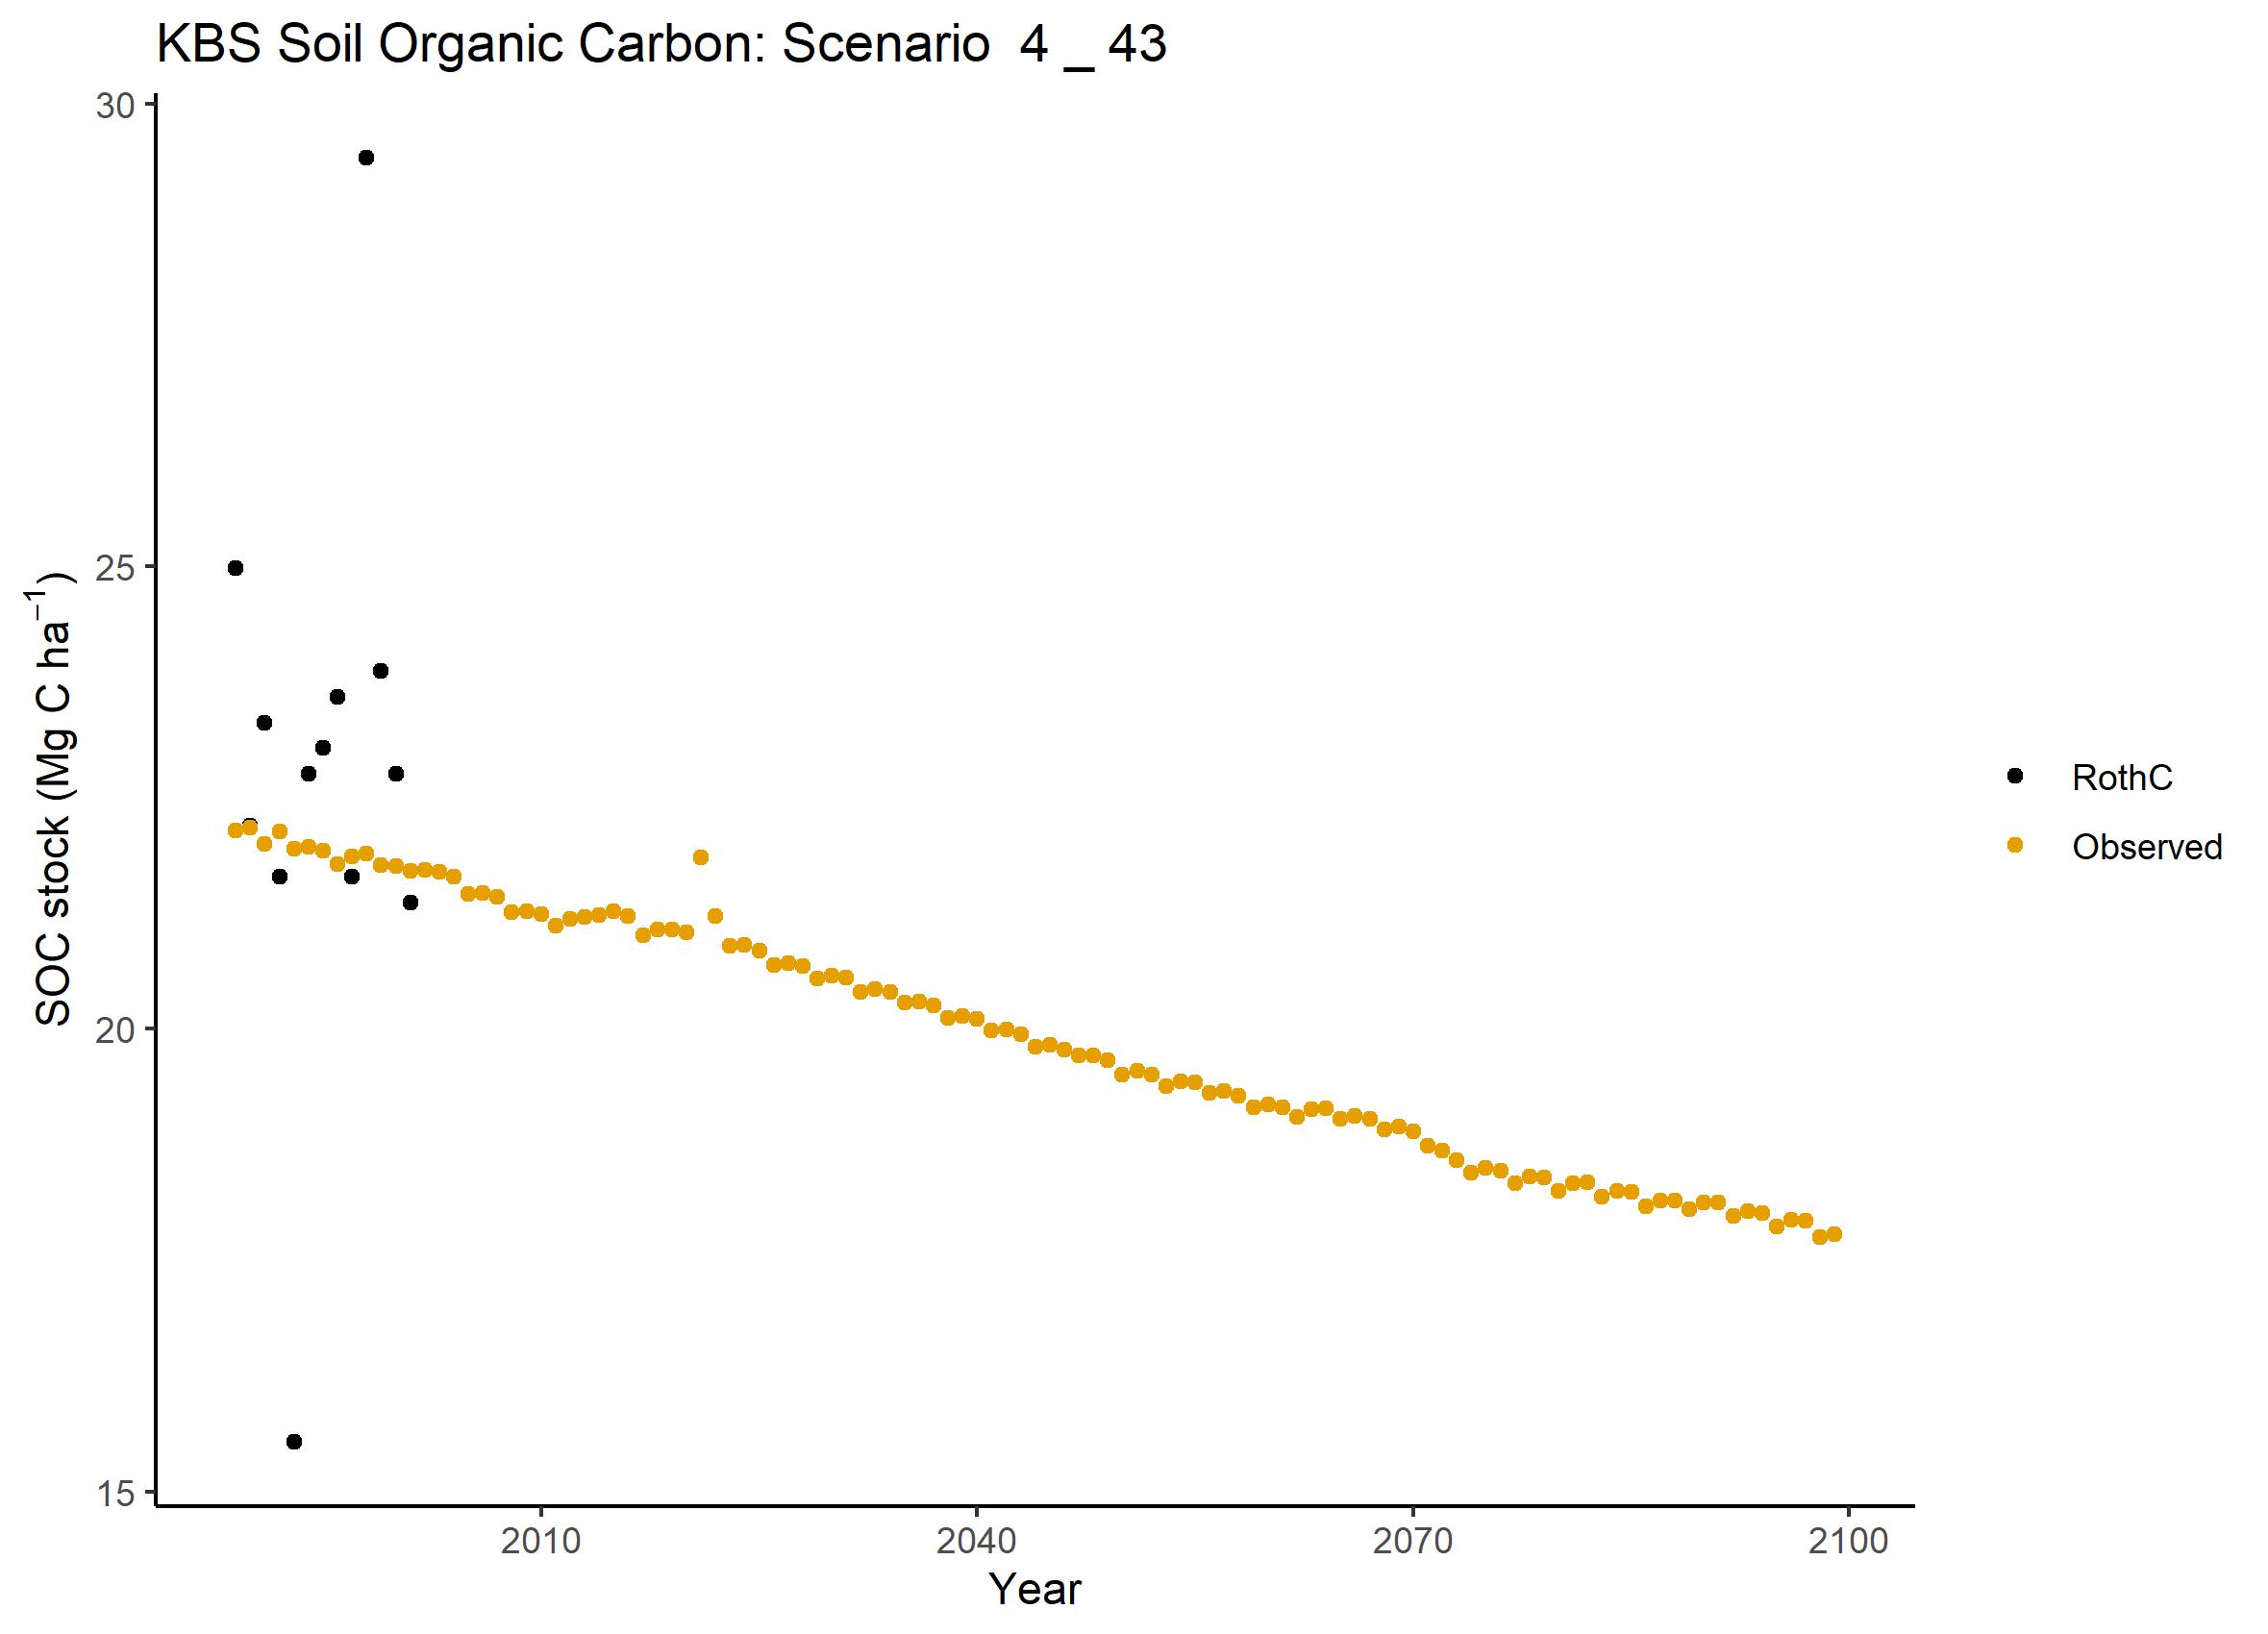 KBS Soil Organic Carbon: Scenario  4 _ 43
30
25
20
15
SOC stock (Mg C ha⁻¹)
2010 2040 2070 2100
Year
RothC
Observed